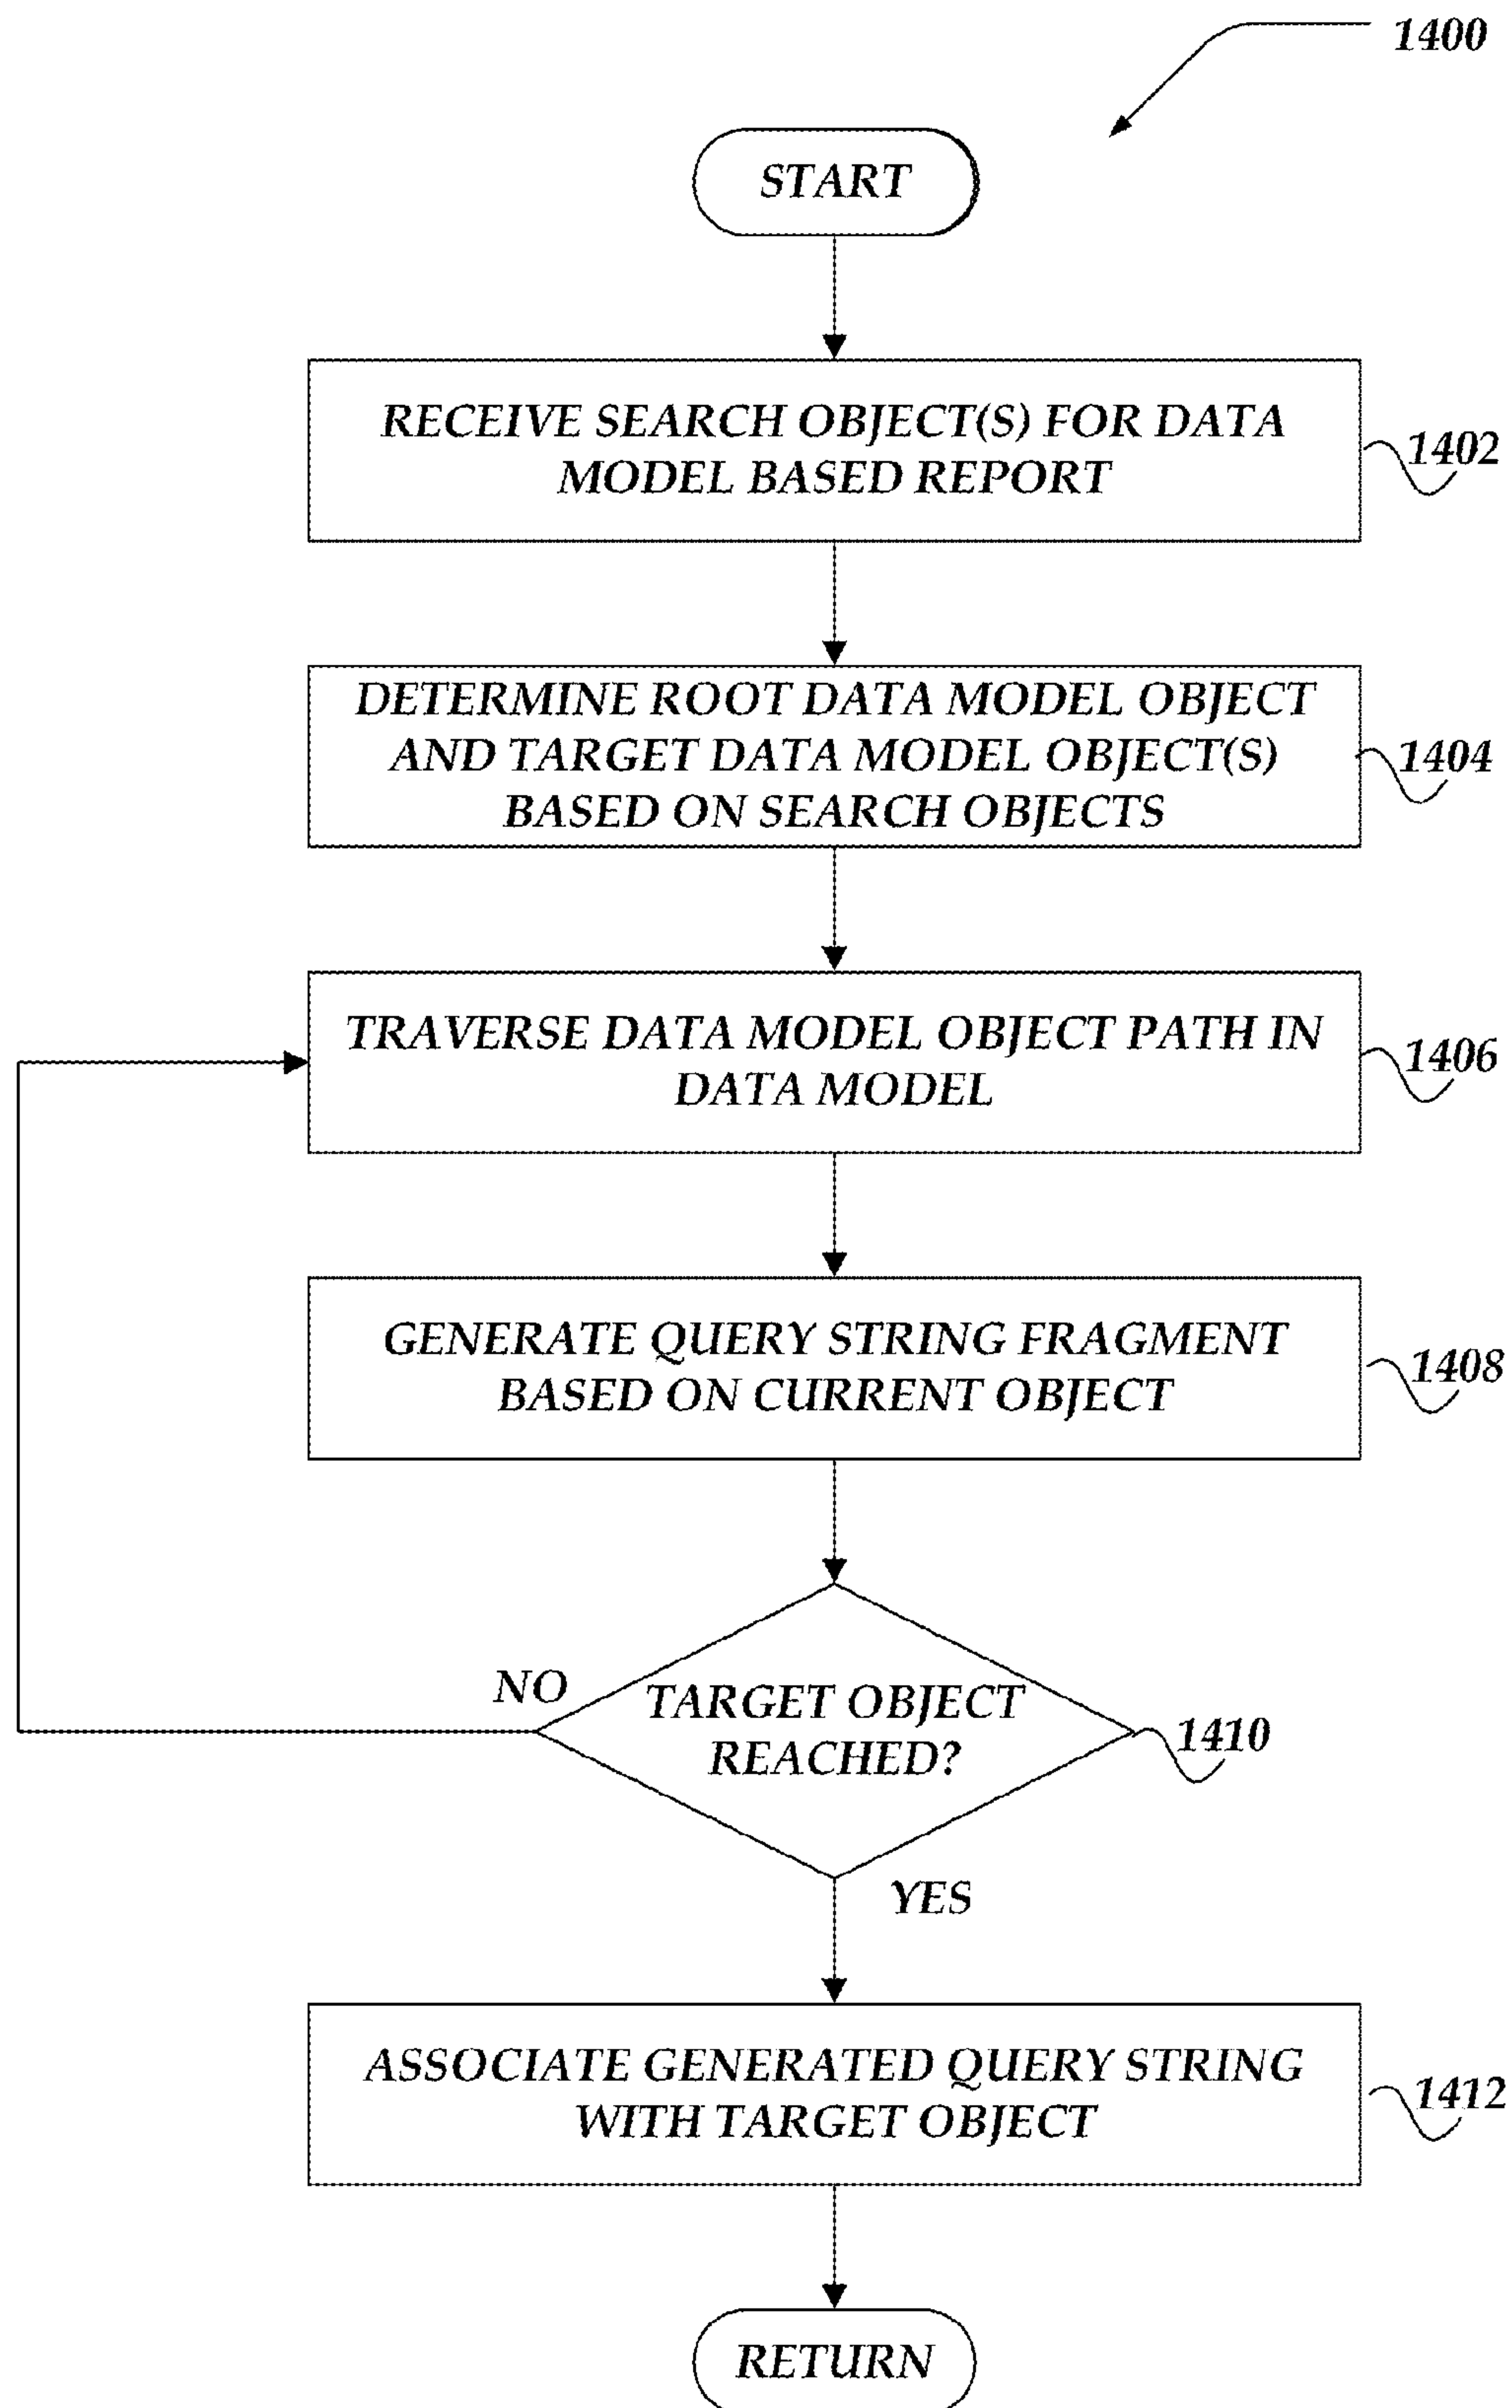 1400
START
RECEIVE SEARCH OBJECT(S) FOR DATA
MODEL BASED REPORT
1402
DETERMINE ROOT DATA MODEL OBJECT
AND TARGET DATA MODEL OBJECT(S)
BASED ON SEARCH OBJECTS
1404
TRAVERSE DATA MODEL OBJECT PATH IN
DATA MODEL
1406
GENERATE QUERY STRING FRAGMENT
BASED ON CURRENT OBJECT
1408
NO
TARGET OBJECT
REACHED?
1410
YES
ASSOCIATE GENERATED QUERY STRING
WITH TARGET OBJECT
1412
RETURN